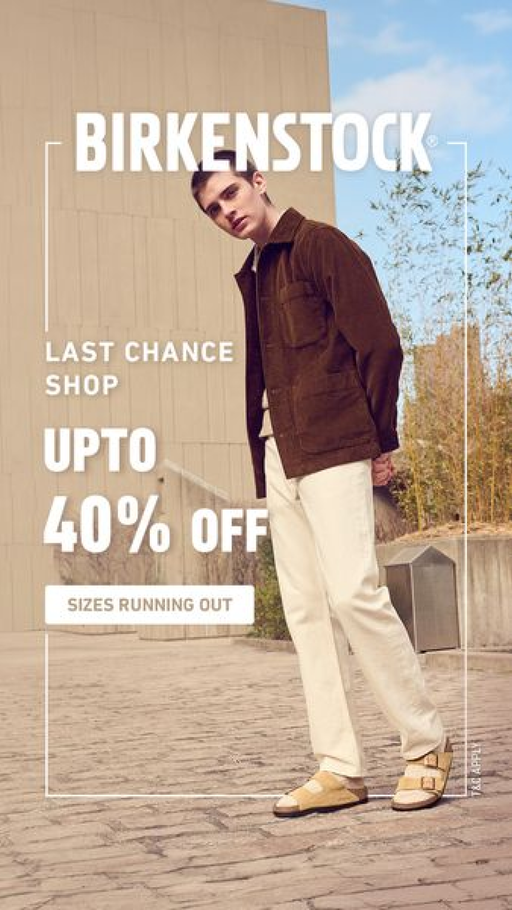 BIRKENSTOCK®
LAST CHANCE
SHOP
UPTO
40% OFF
SIZES RUNNING OUT
T&C APPLY